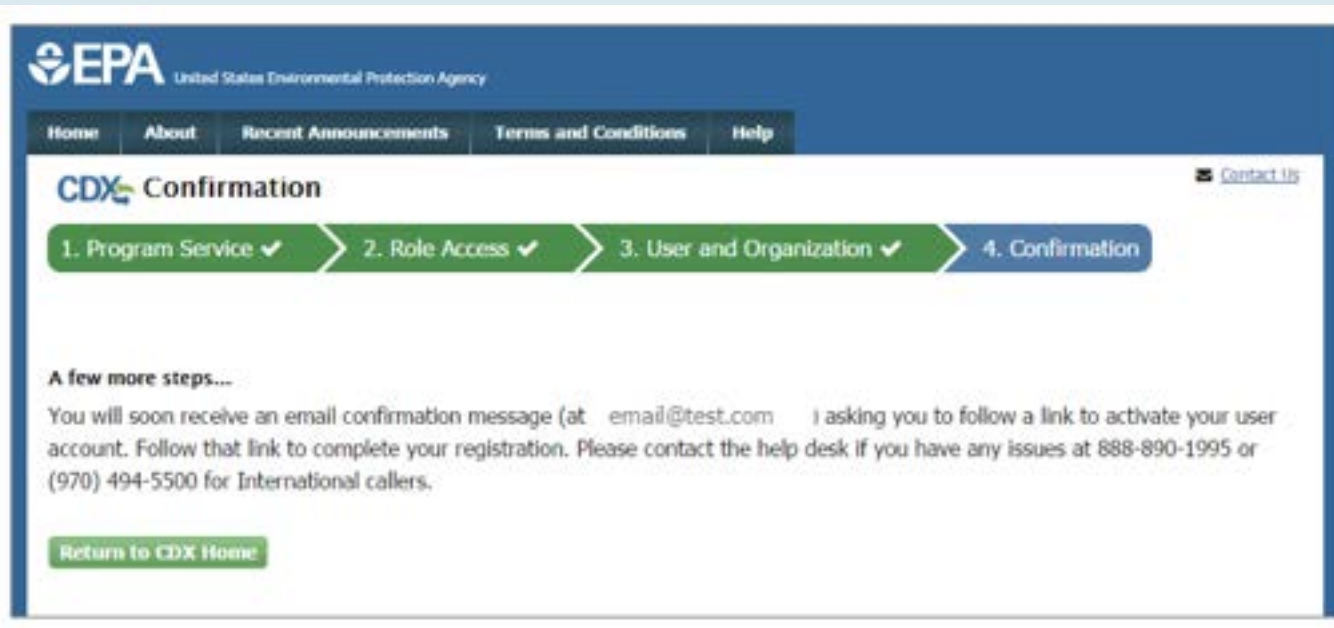 EPA United States Environmental Protection Agency
Home About Recent Announcements Terms and Conditions Help
CDX Confirmation
Contact Us
1. Program Service ✔ 2. Role Access ✔ 3. User and Organization ✔ 4. Confirmation
A few more steps...
You will soon receive an email confirmation message (at email@test.com ) asking you to follow a link to activate your user
account. Follow that link to complete your registration. Please contact the help desk if you have any issues at 888-890-1995 or
(970) 494-5500 for International callers.
Return to CDX Home